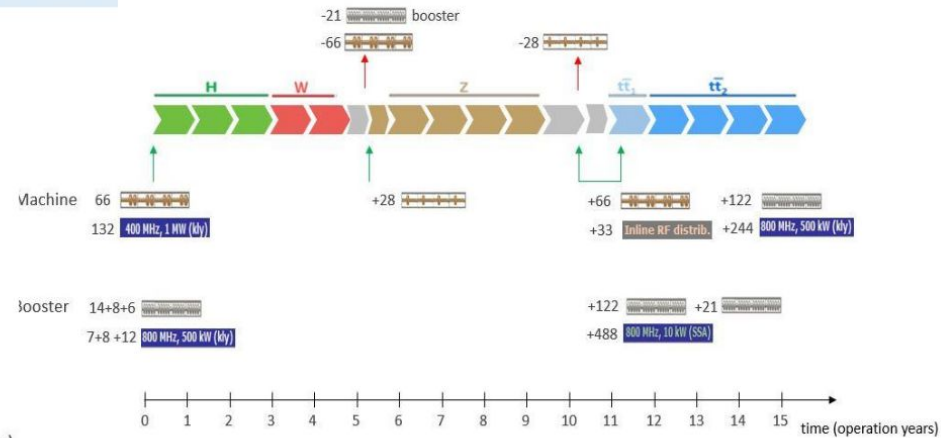 -21 booster
-66
-28
H W Z tt̄₁ tt̄₂
Machine 66
+28
+66
+122
132 400 MHz, 1 MW (kly)
+33 Inline RF distrib.
+244 800 MHz, 500 kW (kly)
Booster 14+8+6
+122
+21
7+8 +12 800 MHz, 500 kW (kly)
+488 800 MHz, 10 kW (SSA)
0 1 2 3 4 5 6 7 8 9 10 11 12 13 14 15
time (operation years)